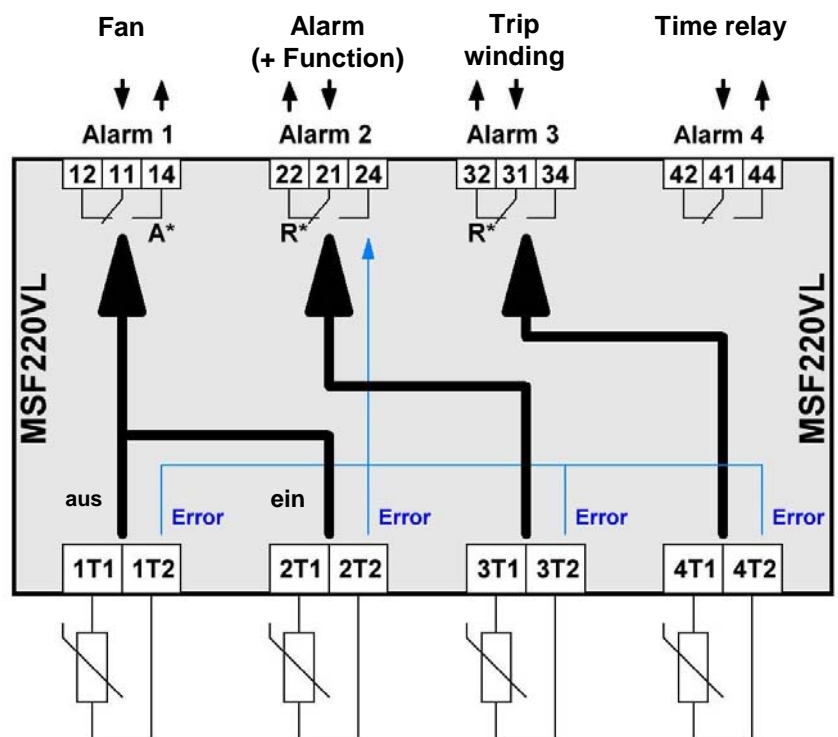 Fan
Alarm
(+ Function)
Trip
winding
Time relay
Alarm 1
Alarm 2
Alarm 3
Alarm 4
12 11 14
22 21 24
32 31 34
42 41 44
A*
R*
R*
MSF220VL
MSF220VL
aus
Error
ein
Error
Error
Error
1T1 1T2
2T1 2T2
3T1 3T2
4T1 4T2